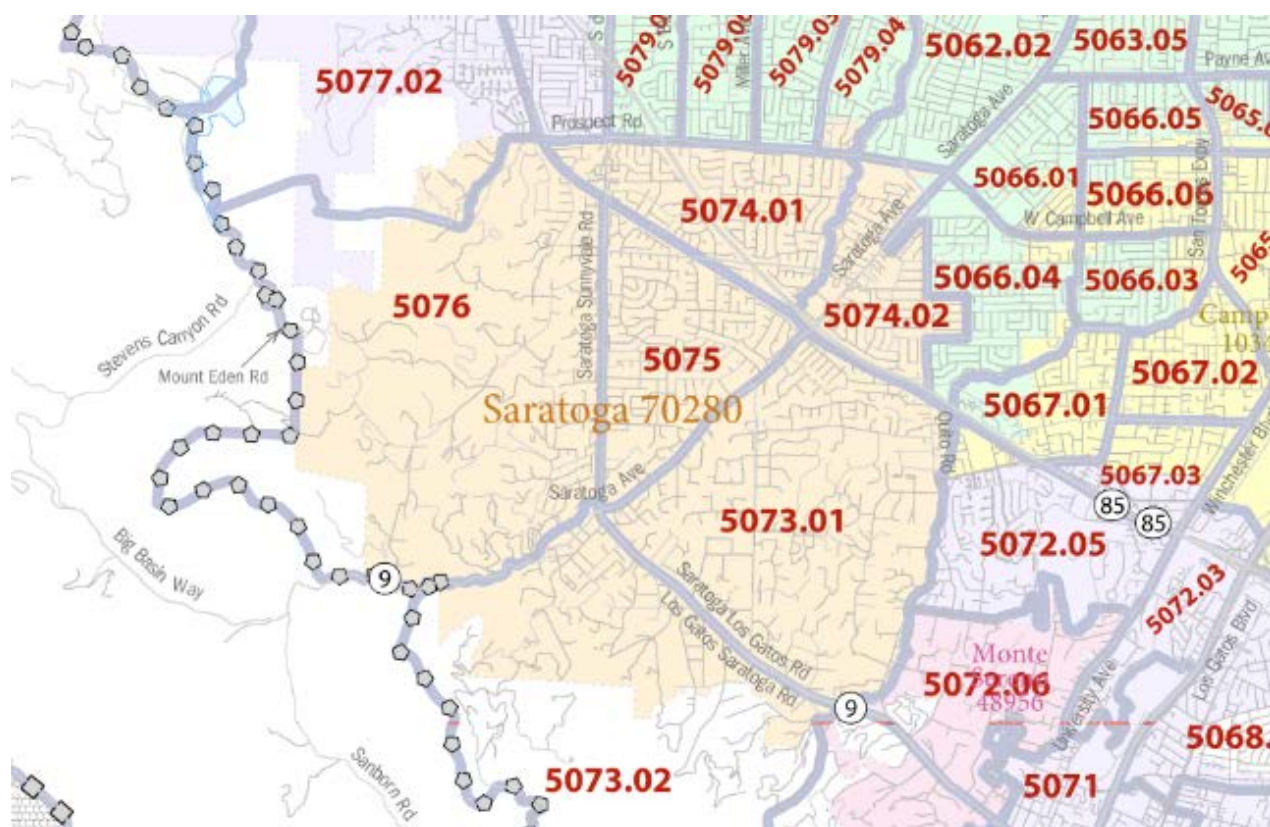 5062.02
5063.05
Payne Av
5077.02
5079.03
5079.04
Prospect Rd
Saratoga Ave
5066.05
San Tomas Expy
5066.01
5066.06
5074.01
W Campbell Ave
Saratoga Ave
Saratoga Sunnyvale Rd
5076
5066.04
5066.03
5074.02
Stevens Canyon Rd
Mount Eden Rd
5075
5067.02
Saratoga 70280
5067.01
Quito Rd
5067.03
Winchester Blvd
Saratoga Ave
5073.01
85
85
5072.05
Big Basin Way
9
5072.03
Saratoga Los Gatos Rd
Los Gatos Saratoga Rd
Los Gatos Blvd
Monte
5072.06
48956
9
University Ave
5068.
Sanborn Rd
5073.02
5071